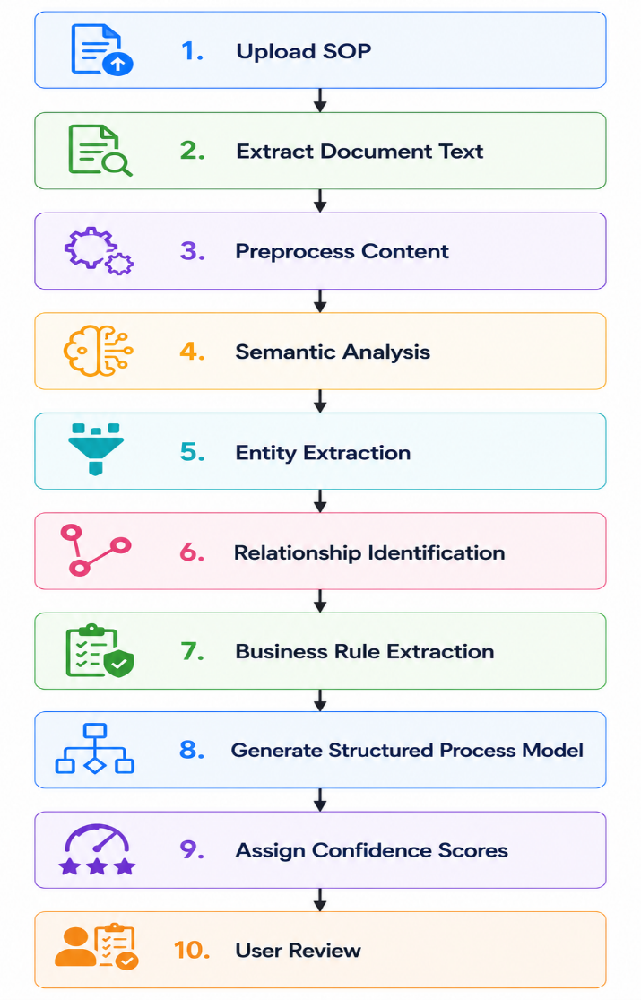 1. Upload SOP
2. Extract Document Text
3. Preprocess Content
4. Semantic Analysis
5. Entity Extraction
6. Relationship Identification
7. Business Rule Extraction
8. Generate Structured Process Model
9. Assign Confidence Scores
10. User Review